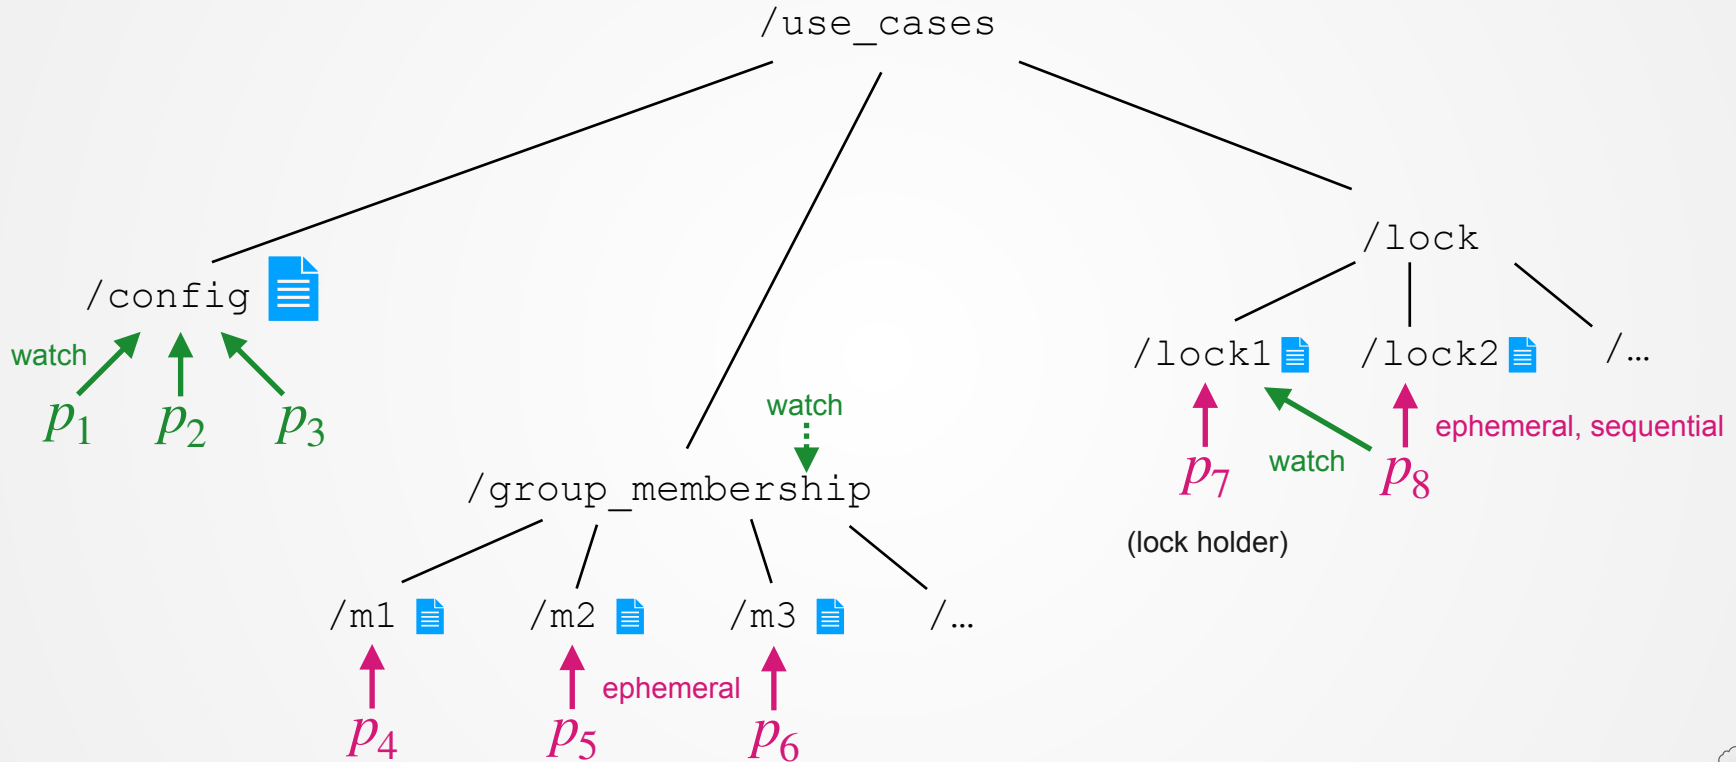 /use_cases
/config
watch
p1 p2 p3
/group_membership
watch
/m1 /m2 /m3 /…
ephemeral
p4 p5 p6
/lock
/lock1 /lock2 /…
ephemeral, sequential
watch
p7 p8
(lock holder)